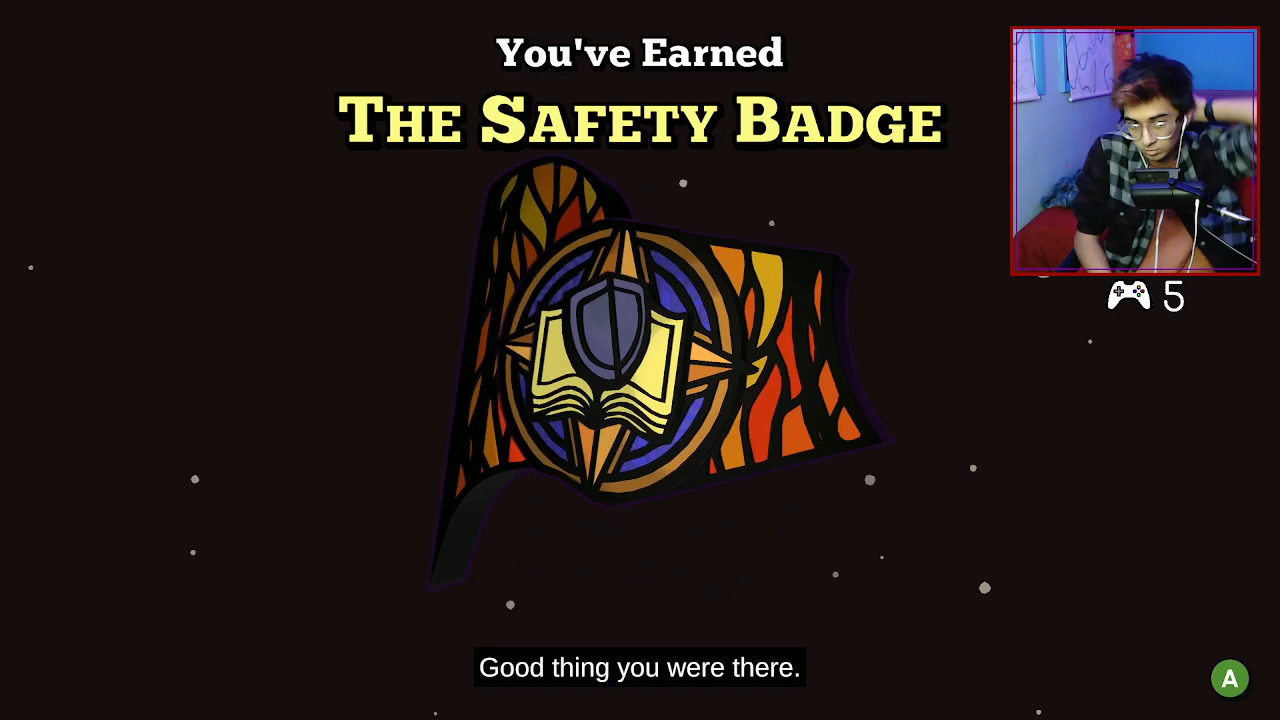 You've Earned
THE SAFETY BADGE
5
Good thing you were there.
A